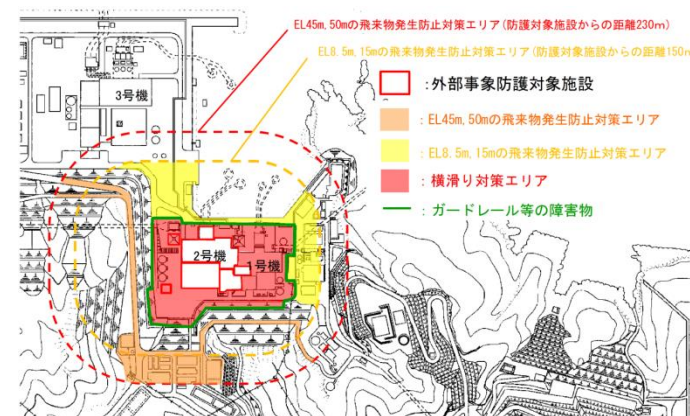 EL45m,50mの飛来物発生防止対策エリア(防護対象施設からの距離230m)
EL8.5m,15mの飛来物発生防止対策エリア(防護対象施設からの距離150m
:外部事象防護対象施設
3号機
:EL45m,50mの飛来物発生防止対策エリア
:EL8.5m,15mの飛来物発生防止対策エリア
:横滑り対策エリア
:ガードレール等の障害物
2号機
号機